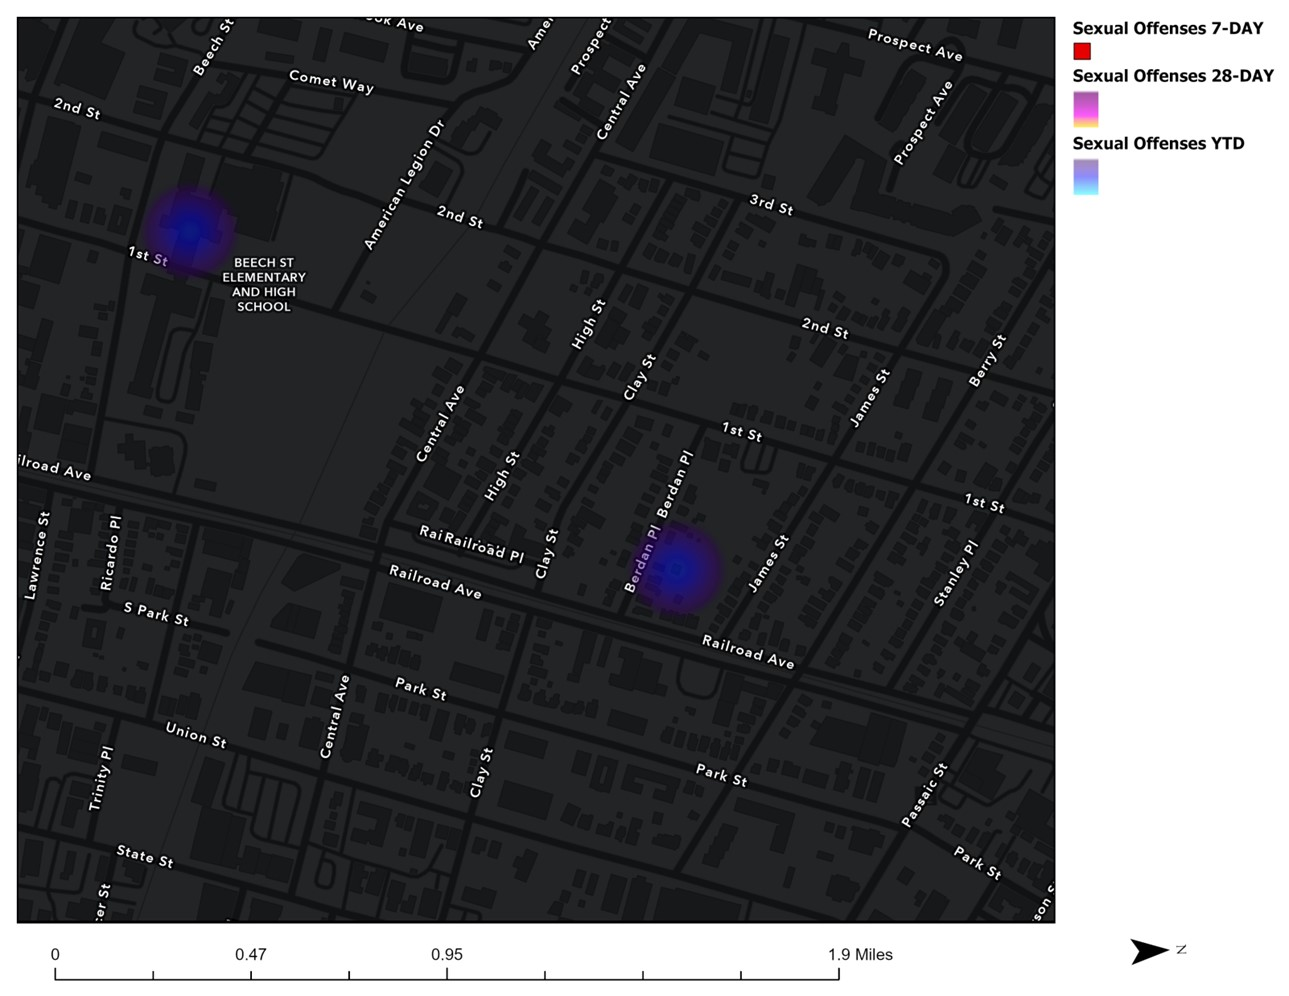 Sexual Offenses 7-DAY
Sexual Offenses 28-DAY
Sexual Offenses YTD
Beech St
Prospect
Prospect Ave
Comet Way
Central Ave
Prospect Ave
2nd St
American Legion Dr
3rd St
2nd St
1st St
BEECH ST
ELEMENTARY
AND HIGH
SCHOOL
High St
2nd St
Berry St
Clay St
James St
Central Ave
1st St
High St
Berdan Pl
1st St
Railroad Pl
Clay St
Berdan Pl
James St
Stanley Pl
Lawrence St
Ricardo Pl
Railroad Ave
S Park St
Railroad Ave
Park St
Central Ave
Union St
Clay St
Trinity Pl
Park St
Passaic St
State St
Park St
0 0.47 0.95 1.9 Miles
N